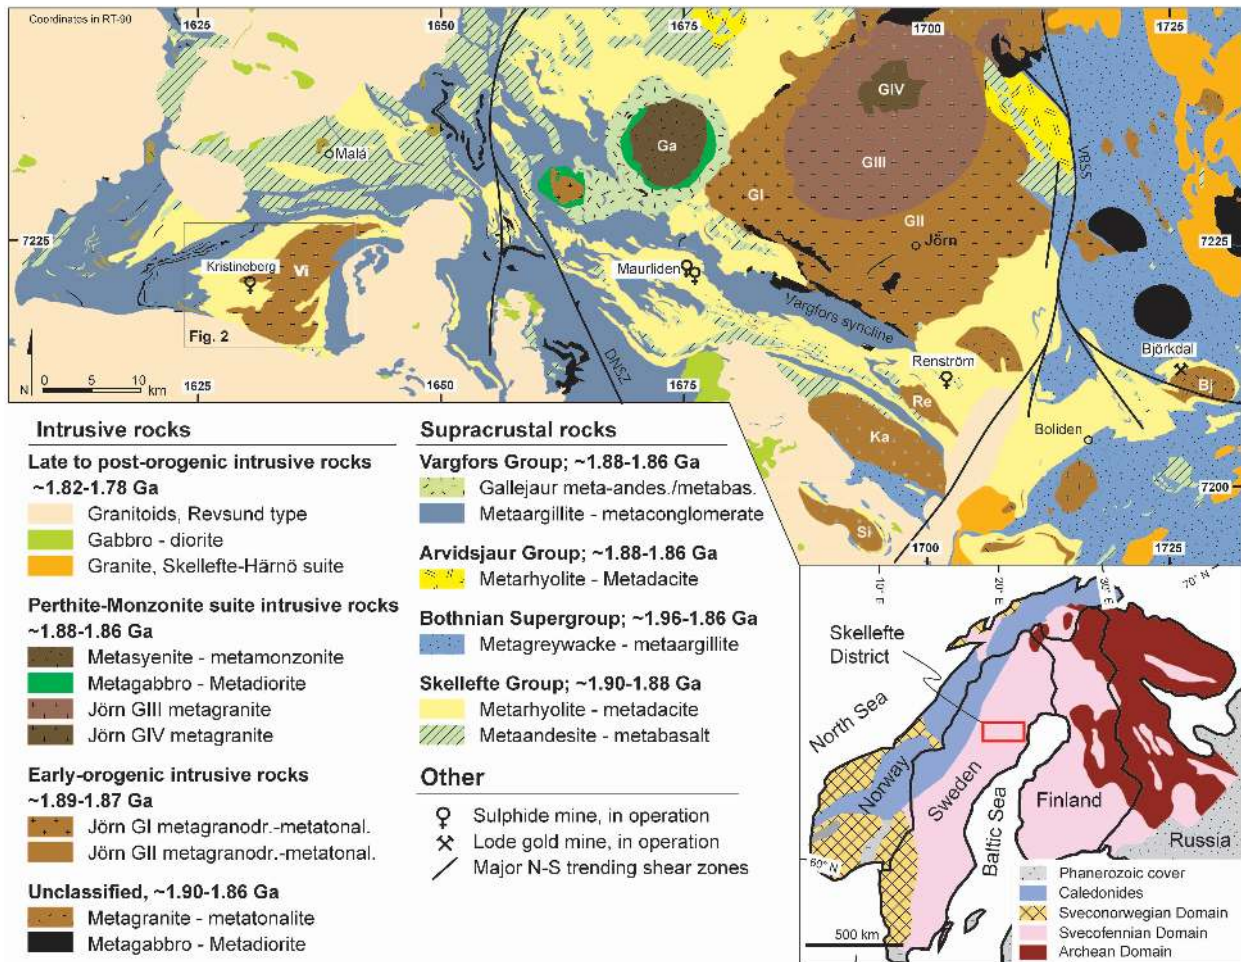 Coordinates in RT-90
1625
1650
1675
1700
1725
GIV
Ga
GIII
Malå
VBSS
GI
GII
7225
7225
Jörn
Kristineberg
Vi
Maurliden
Vargfors syncline
Fig. 2
DNSZ
Renström
Björkdal
N
0 5 10
km
1625
1650
1675
Re
Bj
Boliden
Ka
7200
Si
1700
1725
Intrusive rocks
Late to post-orogenic intrusive rocks
~1.82-1.78 Ga
Granitoids, Revsund type
Gabbro - diorite
Granite, Skellefte-Härnö suite
Perthite-Monzonite suite intrusive rocks
~1.88-1.86 Ga
Metasyenite - metamonzonite
Metagabbro - Metadiorite
Jörn GIII metagranite
Jörn GIV metagranite
Early-orogenic intrusive rocks
~1.89-1.87 Ga
Jörn GI metagranodr.-metatonal.
Jörn GII metagranodr.-metatonal.
Unclassified, ~1.90-1.86 Ga
Metagranite - metatonalite
Metagabbro - Metadiorite
Supracrustal rocks
Vargfors Group; ~1.88-1.86 Ga
Gallejaur meta-andes./metabas.
Metaargillite - metaconglomerate
Arvidsjaur Group; ~1.88-1.86 Ga
Metarhyolite - Metadacite
Bothnian Supergroup; ~1.96-1.86 Ga
Metagreywacke - metaargillite
Skellefte Group; ~1.90-1.88 Ga
Metarhyolite - metadacite
Metaandesite - metabasalt
Other
Sulphide mine, in operation
Lode gold mine, in operation
Major N-S trending shear zones
10° E
20° E
30° E
70° N
Skellefte
District
North Sea
Norway
Sweden
Baltic Sea
Finland
Russia
60° N
500 km
Phanerozoic cover
Caledonides
Sveconorwegian Domain
Svecofennian Domain
Archean Domain